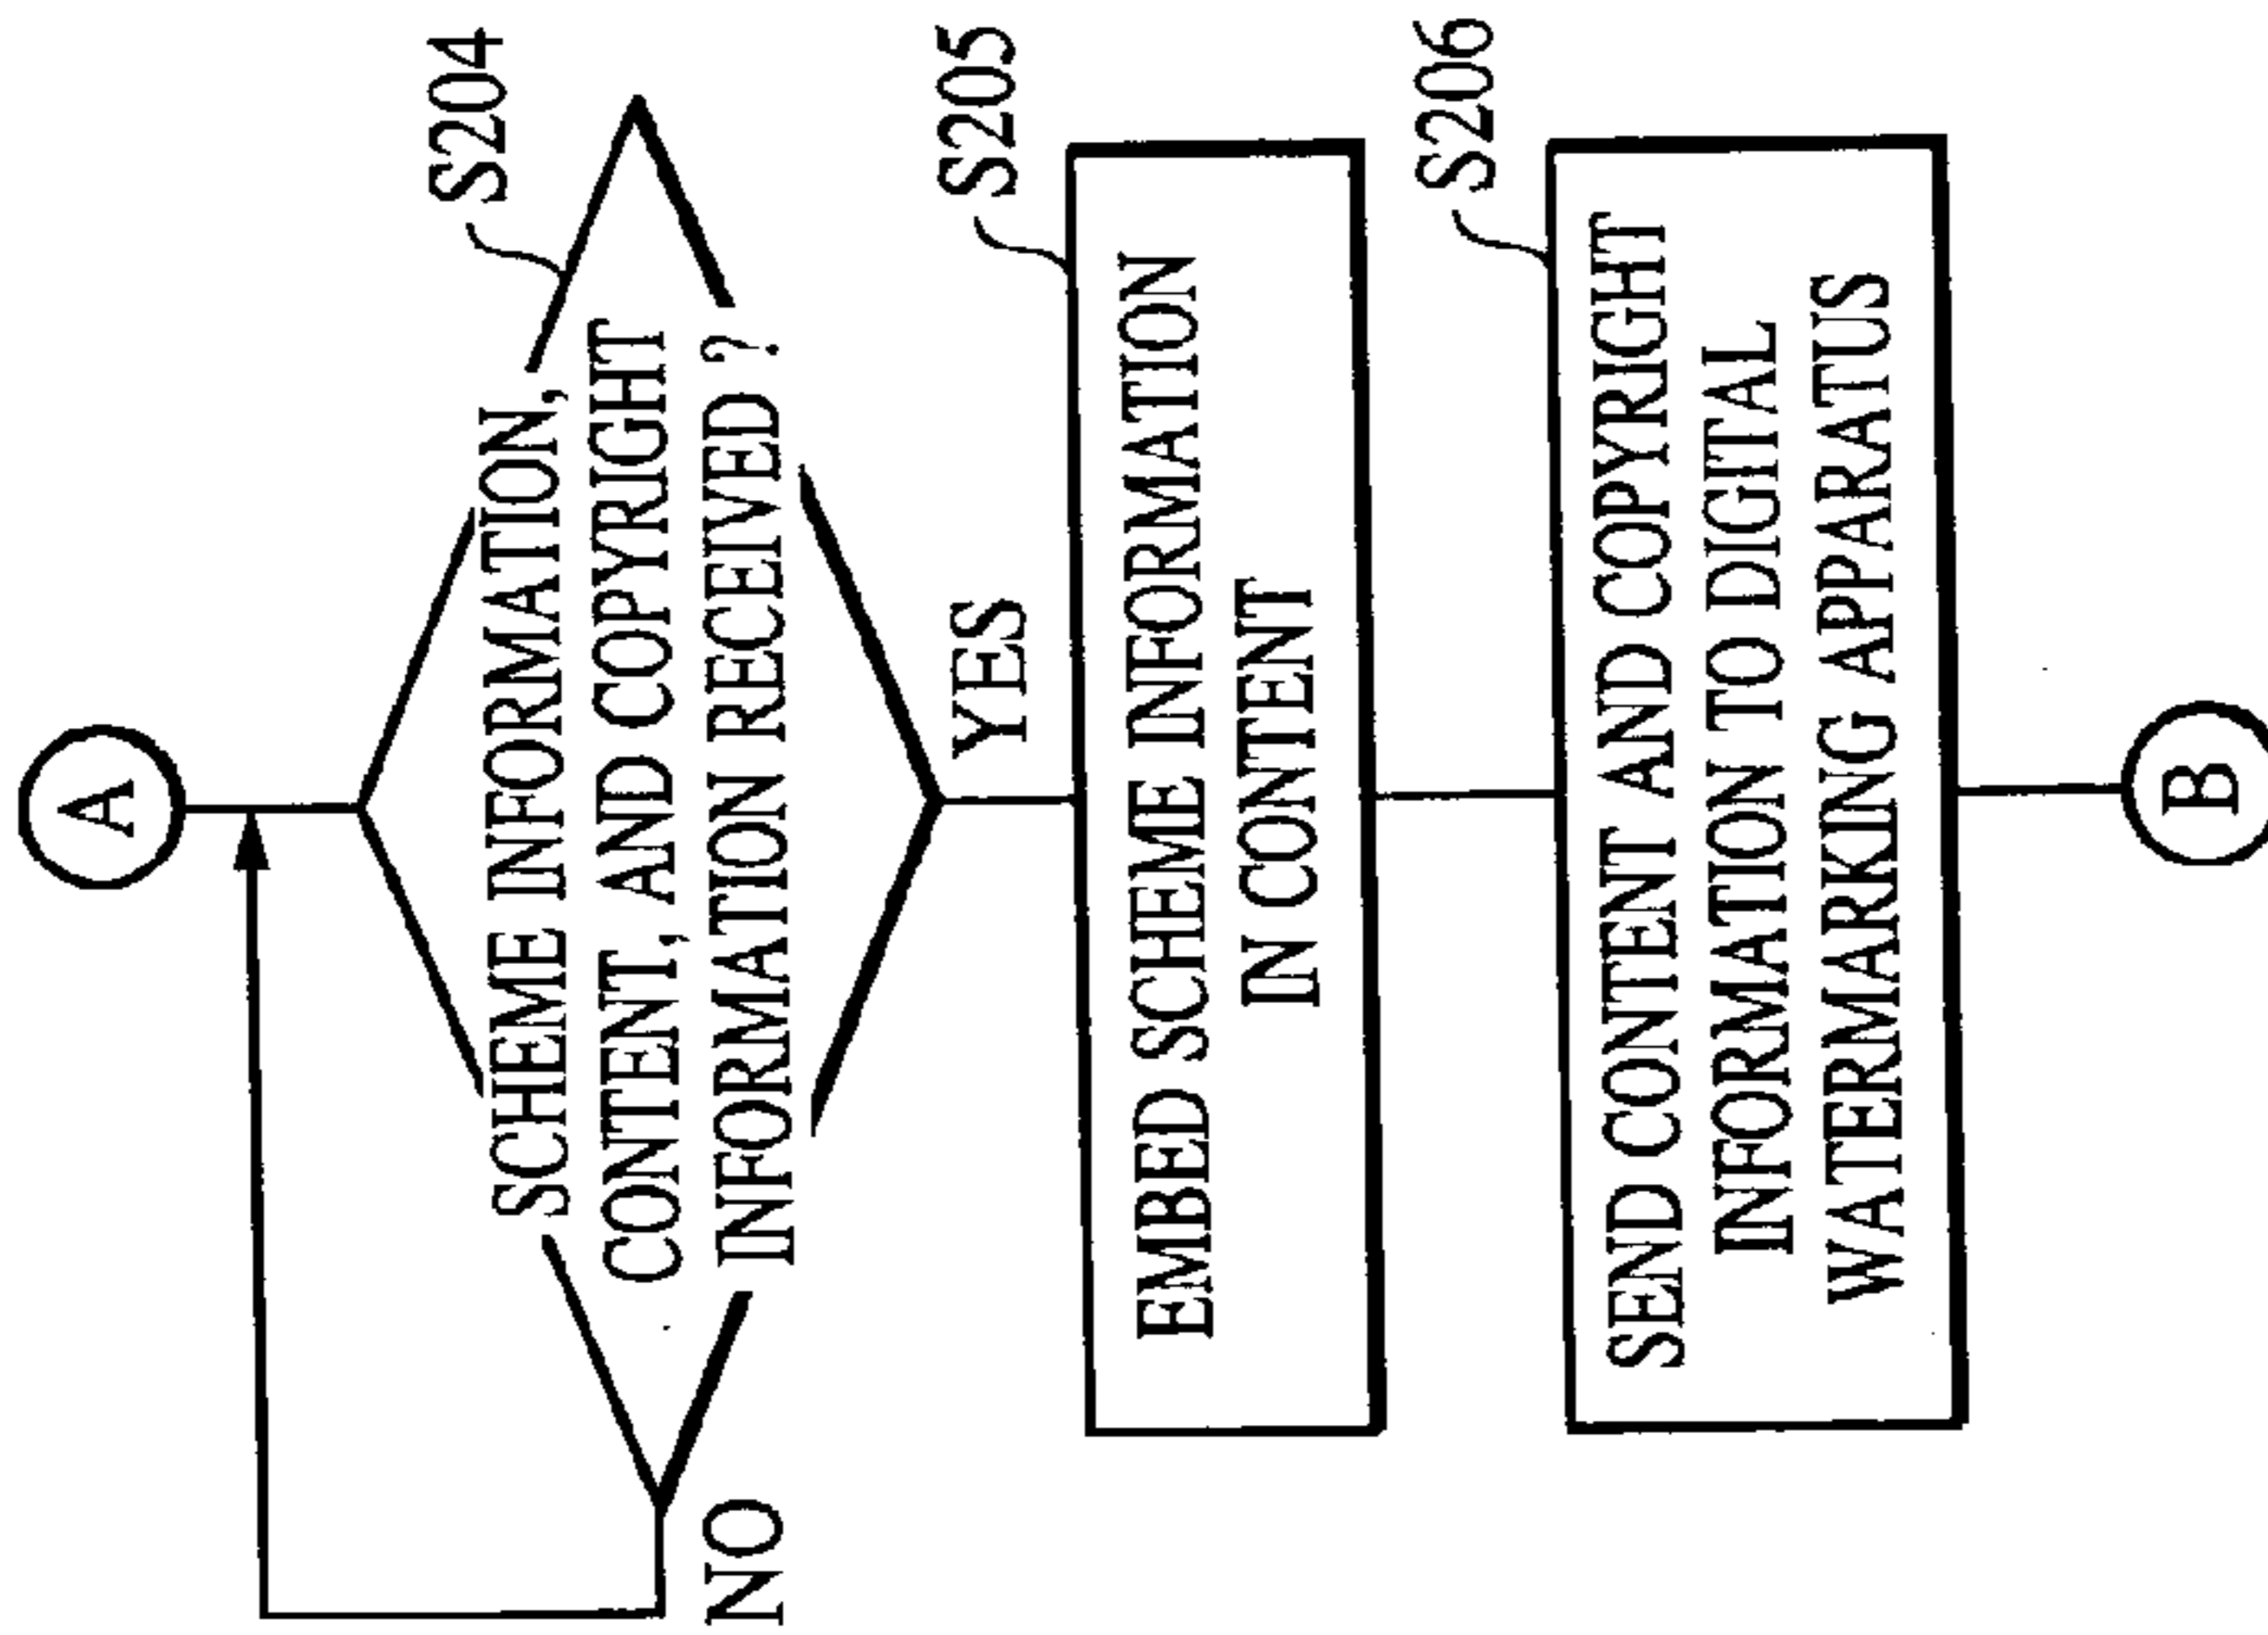 A
S204
SCHEME INFORMATION,
CONTENT, AND COPYRIGHT
INFORMATION RECEIVED ?
NO
YES
S205
EMBED SCHEME INFORMATION
IN CONTENT
S206
SEND CONTENT AND COPYRIGHT
INFORMATION TO DIGITAL
WATERMARKING APPARATUS
B